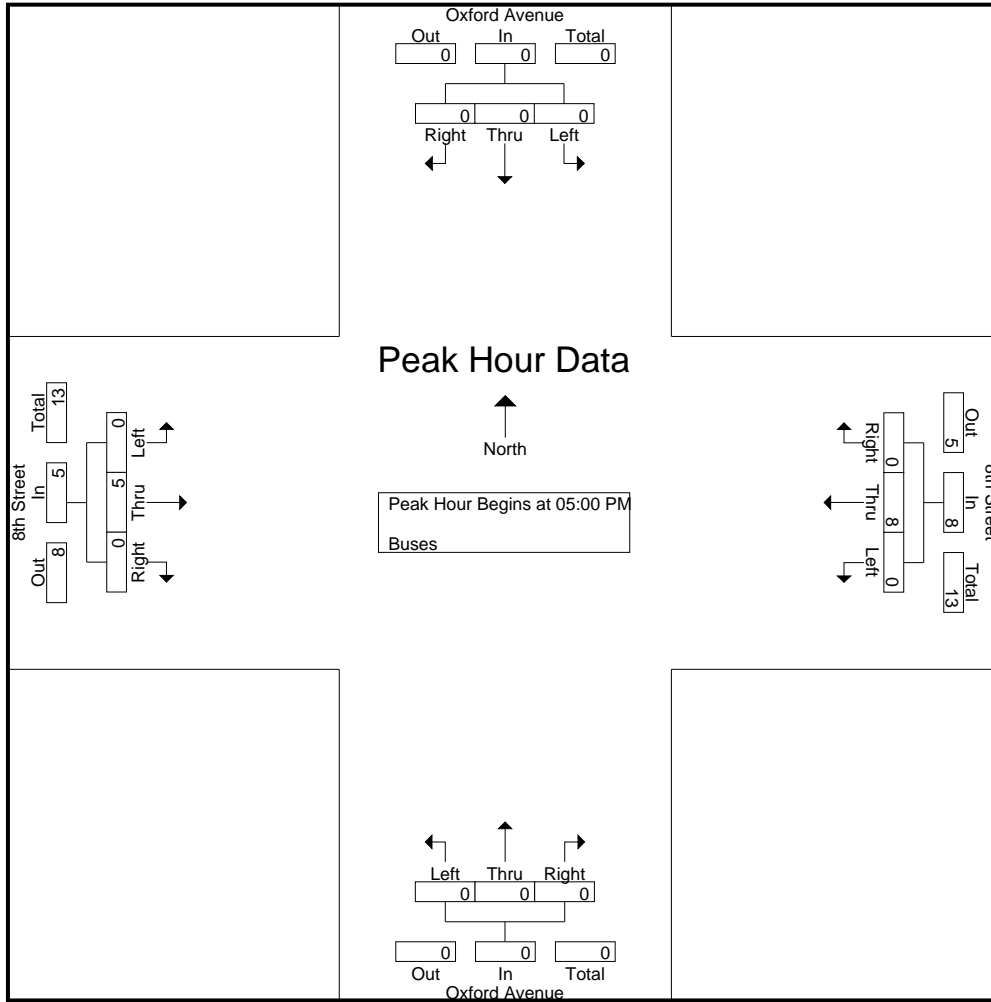 Oxford Avenue
Out In Total
0 0 0
0 0 0
Right Thru Left
Peak Hour Data
North
Peak Hour Begins at 05:00 PM
Buses
8th Street
Total In Out
13 5 8
0 5 0
Left Thru Right
Right Thru Left
0 8 0
Out In Total
5 8 13
8th Street
Left Thru Right
0 0 0
0 0 0
Out In Total
Oxford Avenue